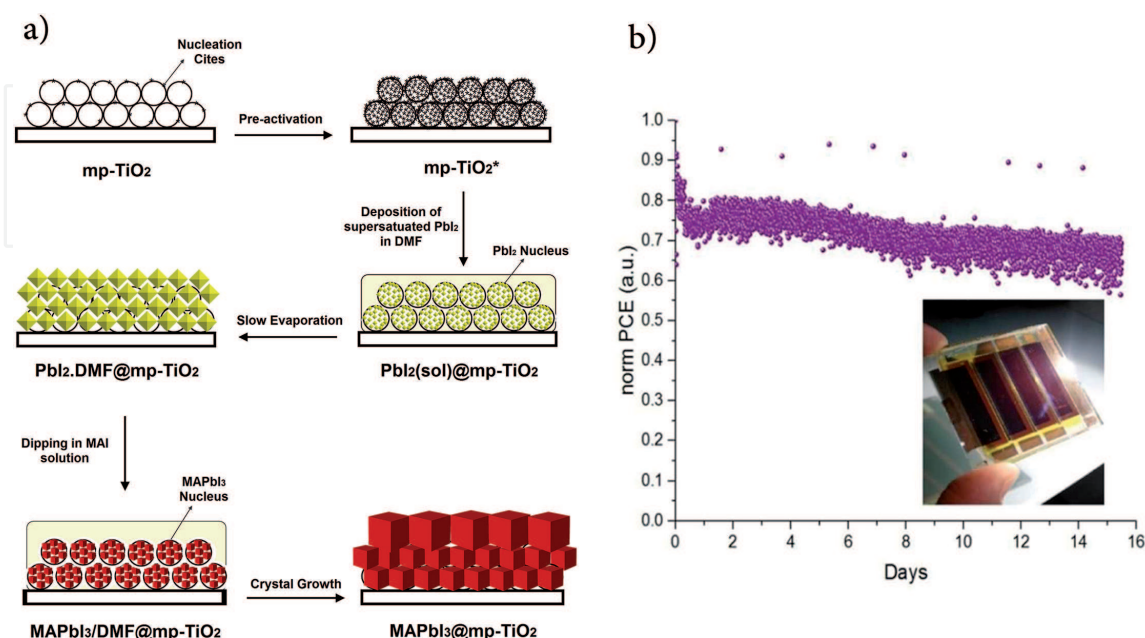 a)
Nucleation
Cites
Pre-activation
mp-TiO₂
mp-TiO₂*
Deposition of
supersatuated PbI₂
in DMF
PbI₂ Nucleus
Slow Evaporation
PbI₂.DMF@mp-TiO₂
PbI₂(sol)@mp-TiO₂
Dipping in MAI
solution
MAPbI₃
Nucleus
Crystal Growth
MAPbI₃/DMF@mp-TiO₂
MAPbI₃@mp-TiO₂
b)
norm PCE (a.u.)
1.0
0.9
0.8
0.7
0.6
0.5
0.4
0.3
0.2
0.1
0.0
0 2 4 6 8 10 12 14 16
Days